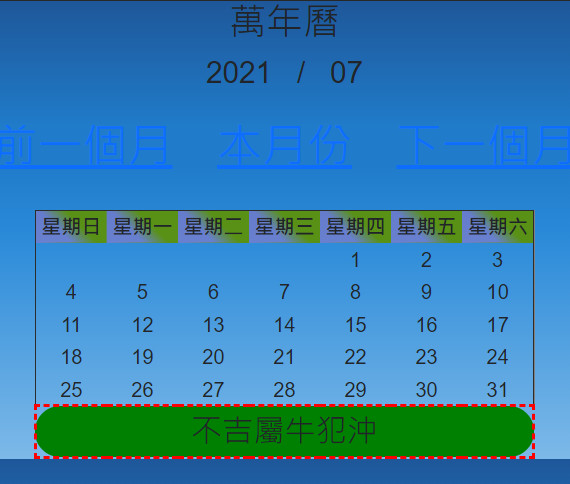 萬年曆
2021 / 07
前一個月 本月份 下一個月
星期日 星期一 星期二 星期三 星期四 星期五 星期六
1 2 3
4 5 6 7 8 9 10
11 12 13 14 15 16 17
18 19 20 21 22 23 24
25 26 27 28 29 30 31
不吉屬牛犯沖